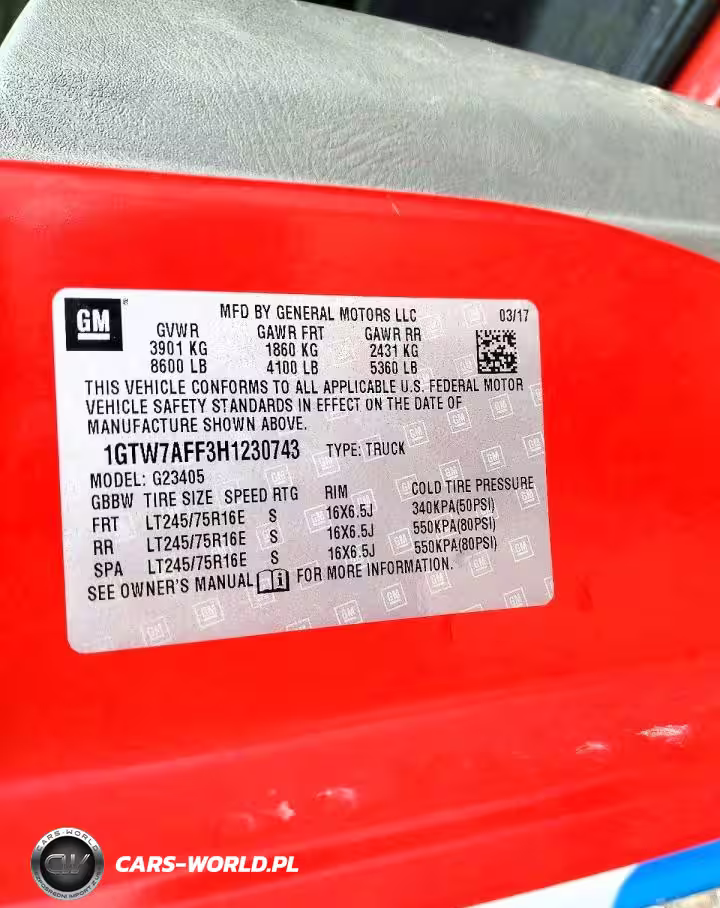 GM
MFD BY GENERAL MOTORS LLC 03/17
GVWR GAWR FRT GAWR RR
3901 KG 1860 KG 2431 KG
8600 LB 4100 LB 5360 LB
THIS VEHICLE CONFORMS TO ALL APPLICABLE U.S. FEDERAL MOTOR
VEHICLE SAFETY STANDARDS IN EFFECT ON THE DATE OF
MANUFACTURE SHOWN ABOVE.
1GTW7AFF3H1230743 TYPE: TRUCK
MODEL: G23405
GBBW TIRE SIZE SPEED RTG RIM COLD TIRE PRESSURE
FRT LT245/75R16E S 16X6.5J 340KPA(50PSI)
RR LT245/75R16E S 16X6.5J 550KPA(80PSI)
SPA LT245/75R16E S 16X6.5J 550KPA(80PSI)
SEE OWNER'S MANUAL FOR MORE INFORMATION.
CARS-WORLD
CARS-WORLD.PL